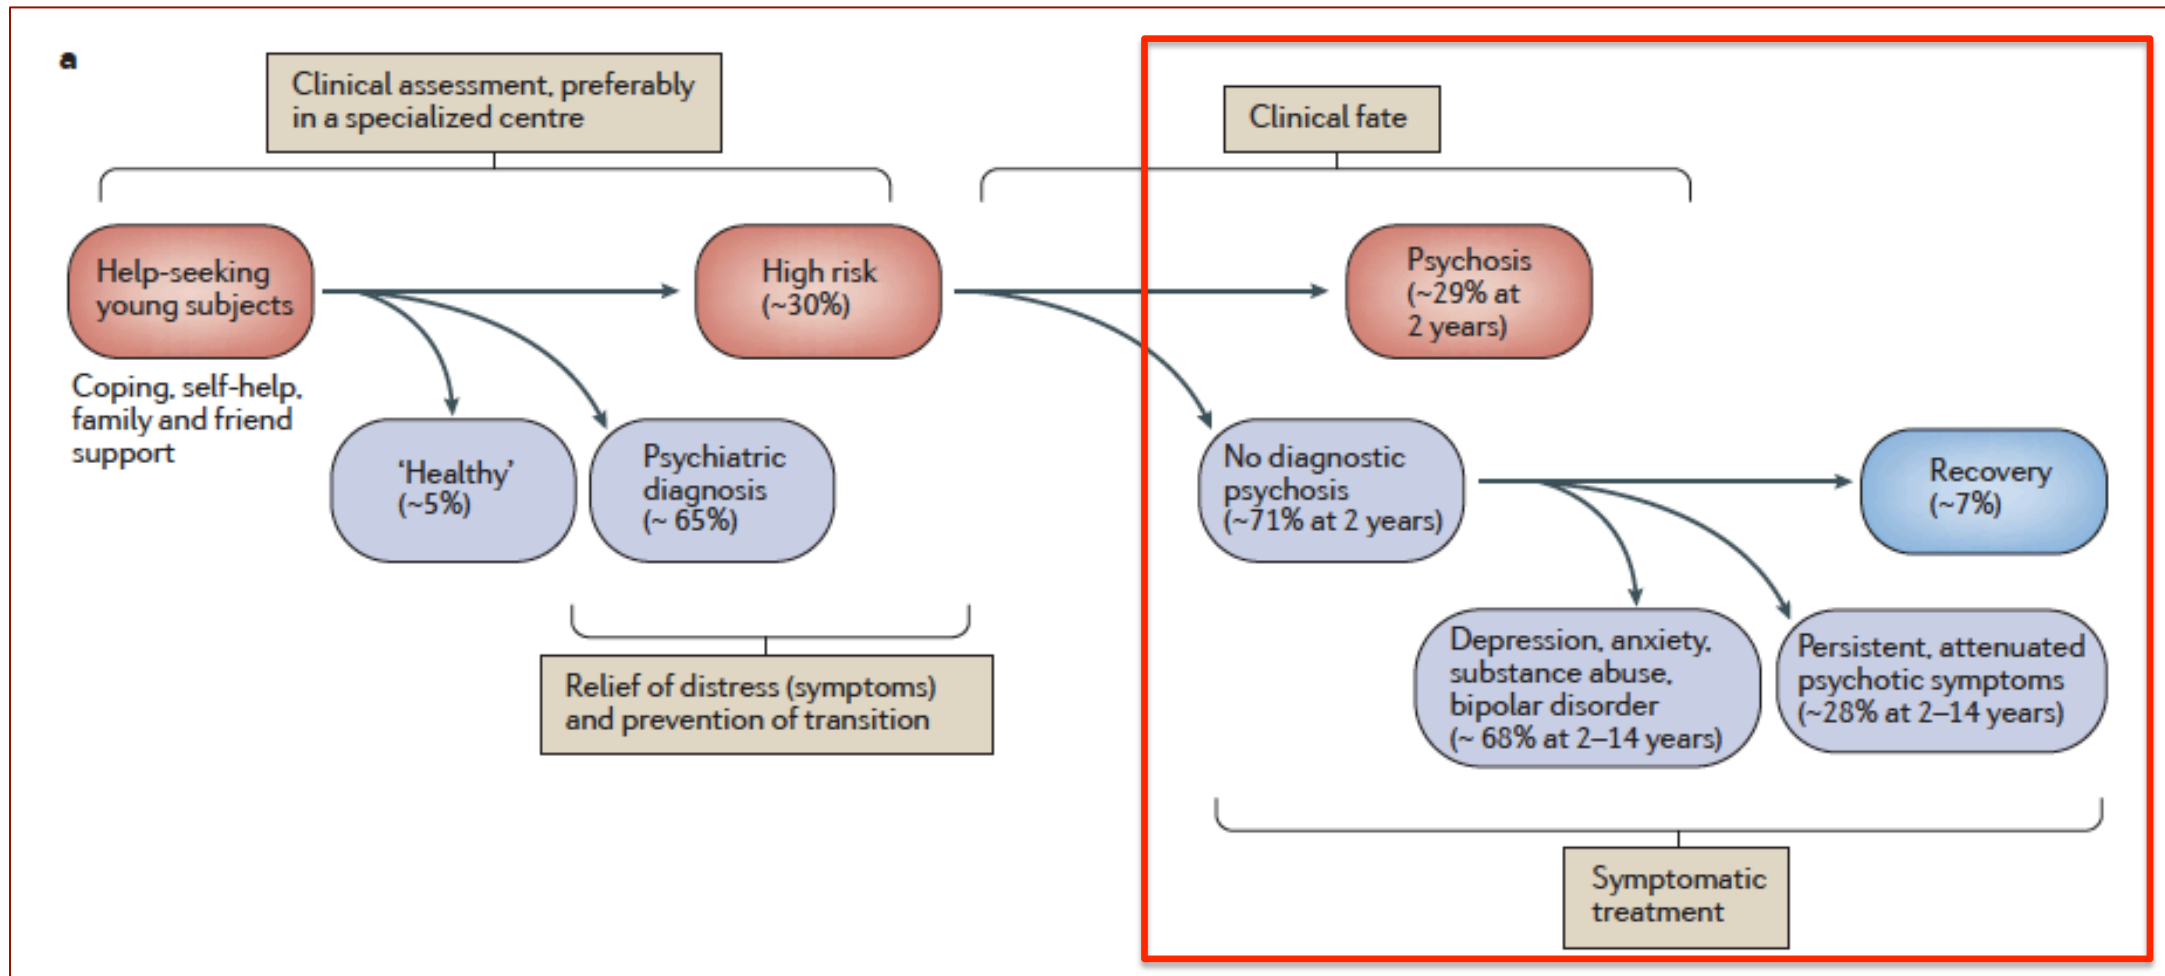 a
Clinical assessment, preferably
in a specialized centre
Clinical fate
Help-seeking
young subjects
High risk
(~30%)
Psychosis
(~29% at
2 years)
Coping, self-help,
family and friend
support
‘Healthy’
(~5%)
Psychiatric
diagnosis
(~ 65%)
No diagnostic
psychosis
(~71% at 2 years)
Recovery
(~7%)
Relief of distress (symptoms)
and prevention of transition
Depression, anxiety,
substance abuse,
bipolar disorder
(~ 68% at 2–14 years)
Persistent, attenuated
psychotic symptoms
(~28% at 2–14 years)
Symptomatic
treatment